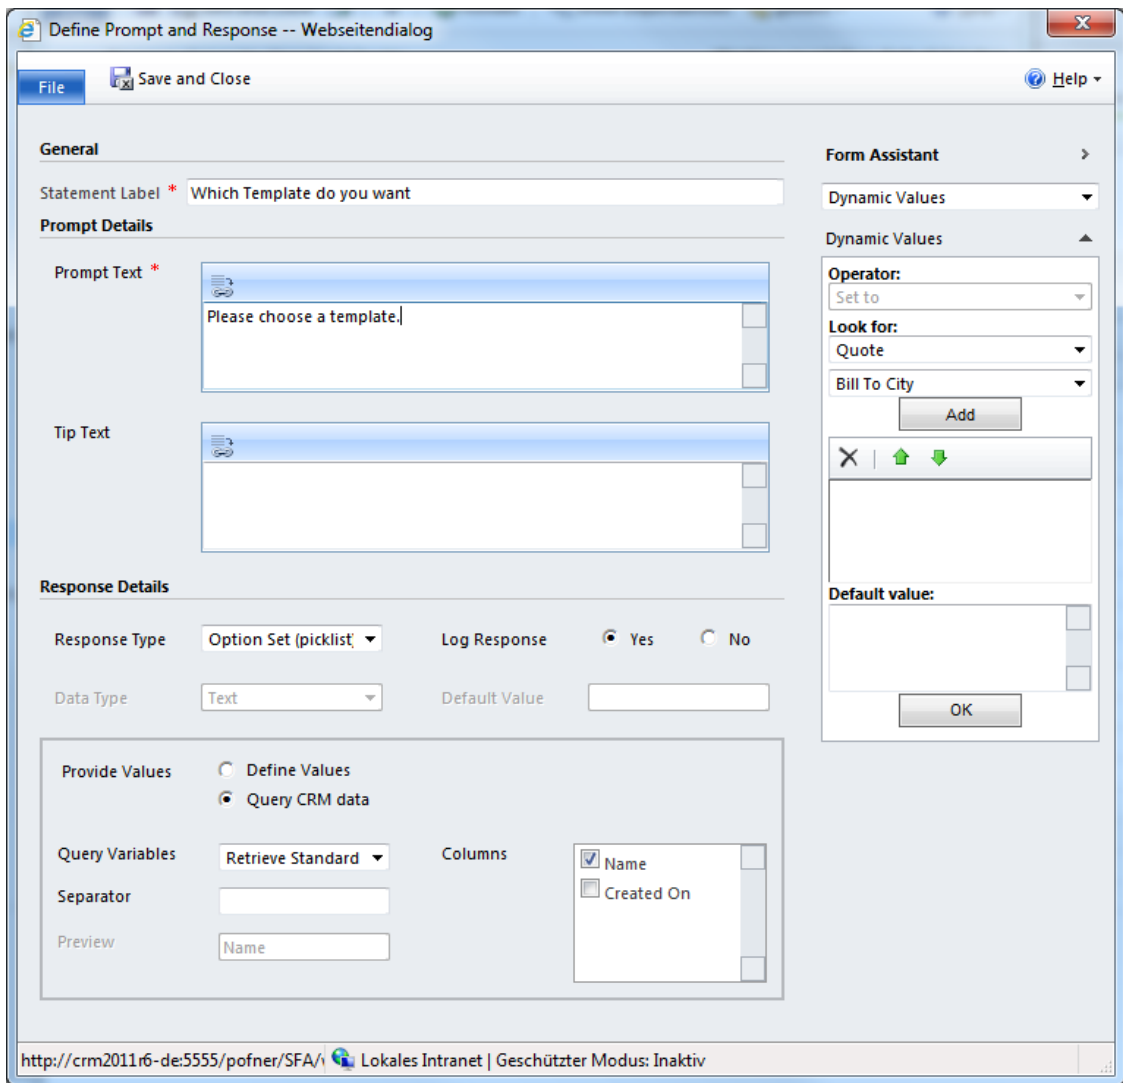 Define Prompt and Response -- Webseitendialog
File
Save and Close
Help
General
Statement Label * Which Template do you want
Prompt Details
Prompt Text *
Please choose a template.
Tip Text
Response Details
Response Type Option Set (picklist) Log Response Yes No
Data Type Text Default Value
Provide Values Define Values
Query CRM data
Query Variables Retrieve Standard Columns Name
Created On
Separator
Preview Name
Form Assistant
Dynamic Values
Dynamic Values
Operator:
Set to
Look for:
Quote
Bill To City
Add
Default value:
OK
http://crm2011r6-de:5555/pofner/SFA/ Lokales Intranet | Geschützter Modus: Inaktiv